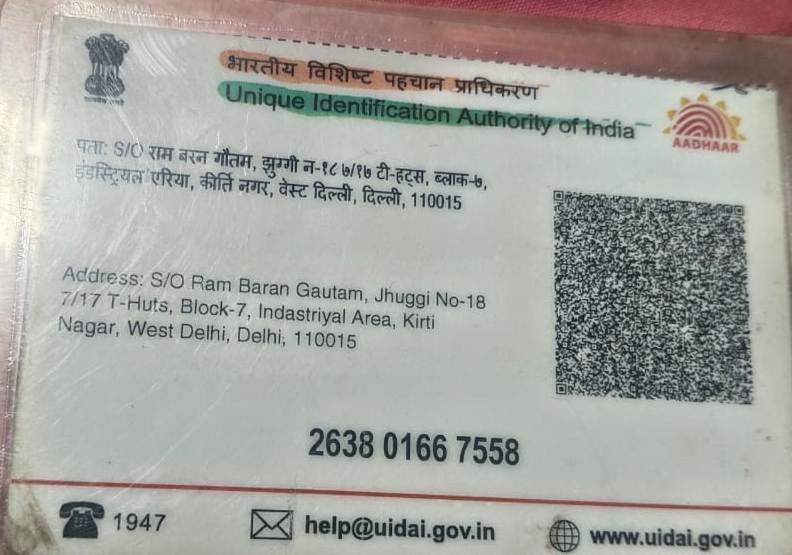 भारतीय विशिष्ट पहचान प्राधिकरण
Unique Identification Authority of India
AADHAAR
पता: S/O राम बरन गौतम, झुग्गी न-१८ ७/१७ टी-हट्स, ब्लाक-७,
इंडस्ट्रियल एरिया, कीर्ति नगर, वेस्ट दिल्ली, दिल्ली, 110015
Address: S/O Ram Baran Gautam, Jhuggi No-18
7/17 T-Huts, Block-7, Indastriyal Area, Kirti
Nagar, West Delhi, Delhi, 110015
2638 0166 7558
1947
help@uidai.gov.in
www.uidai.gov.in